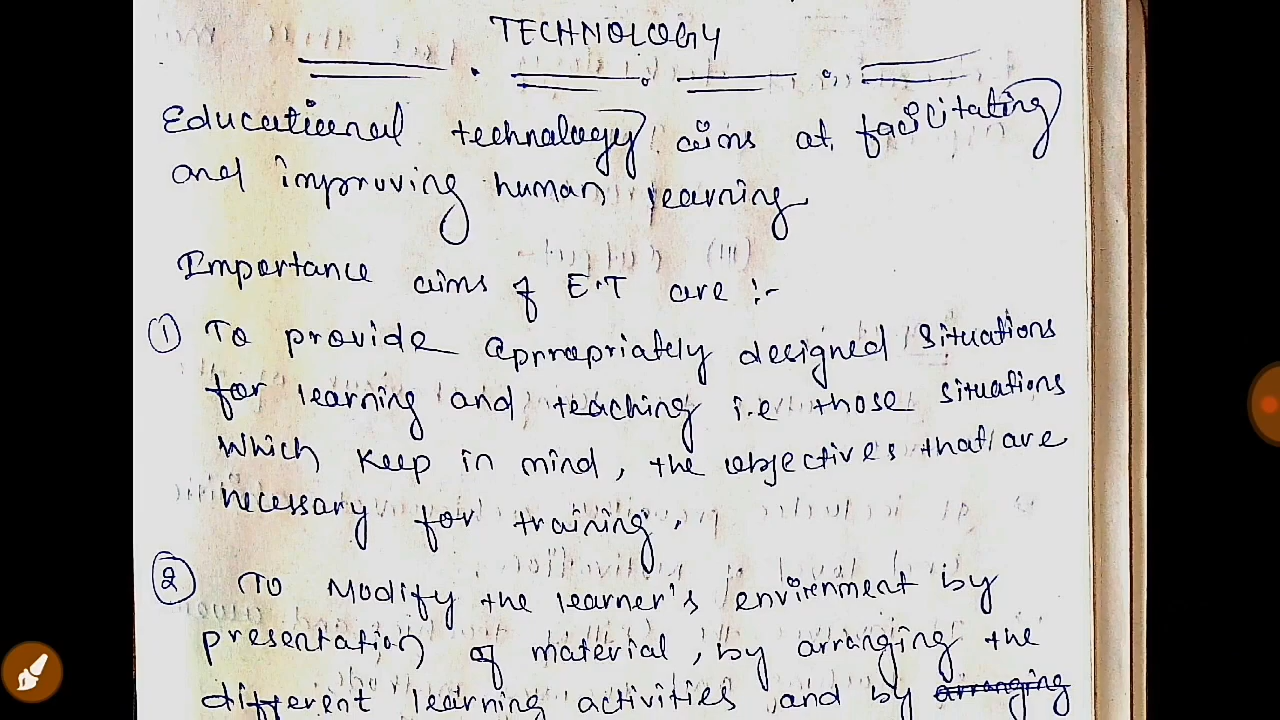 TECHNOLOGY
Educational technology aims at facilitating
and improving human learning
Importance aims of E.T are :-
① To provide appropriately designed situations
for learning and teaching i.e those situations
Which keep in mind, the objectives that are
necessary for training.
② To Modify the learner's environment by
presentation of material, by arranging the
different learning activities and by ~~arranging~~